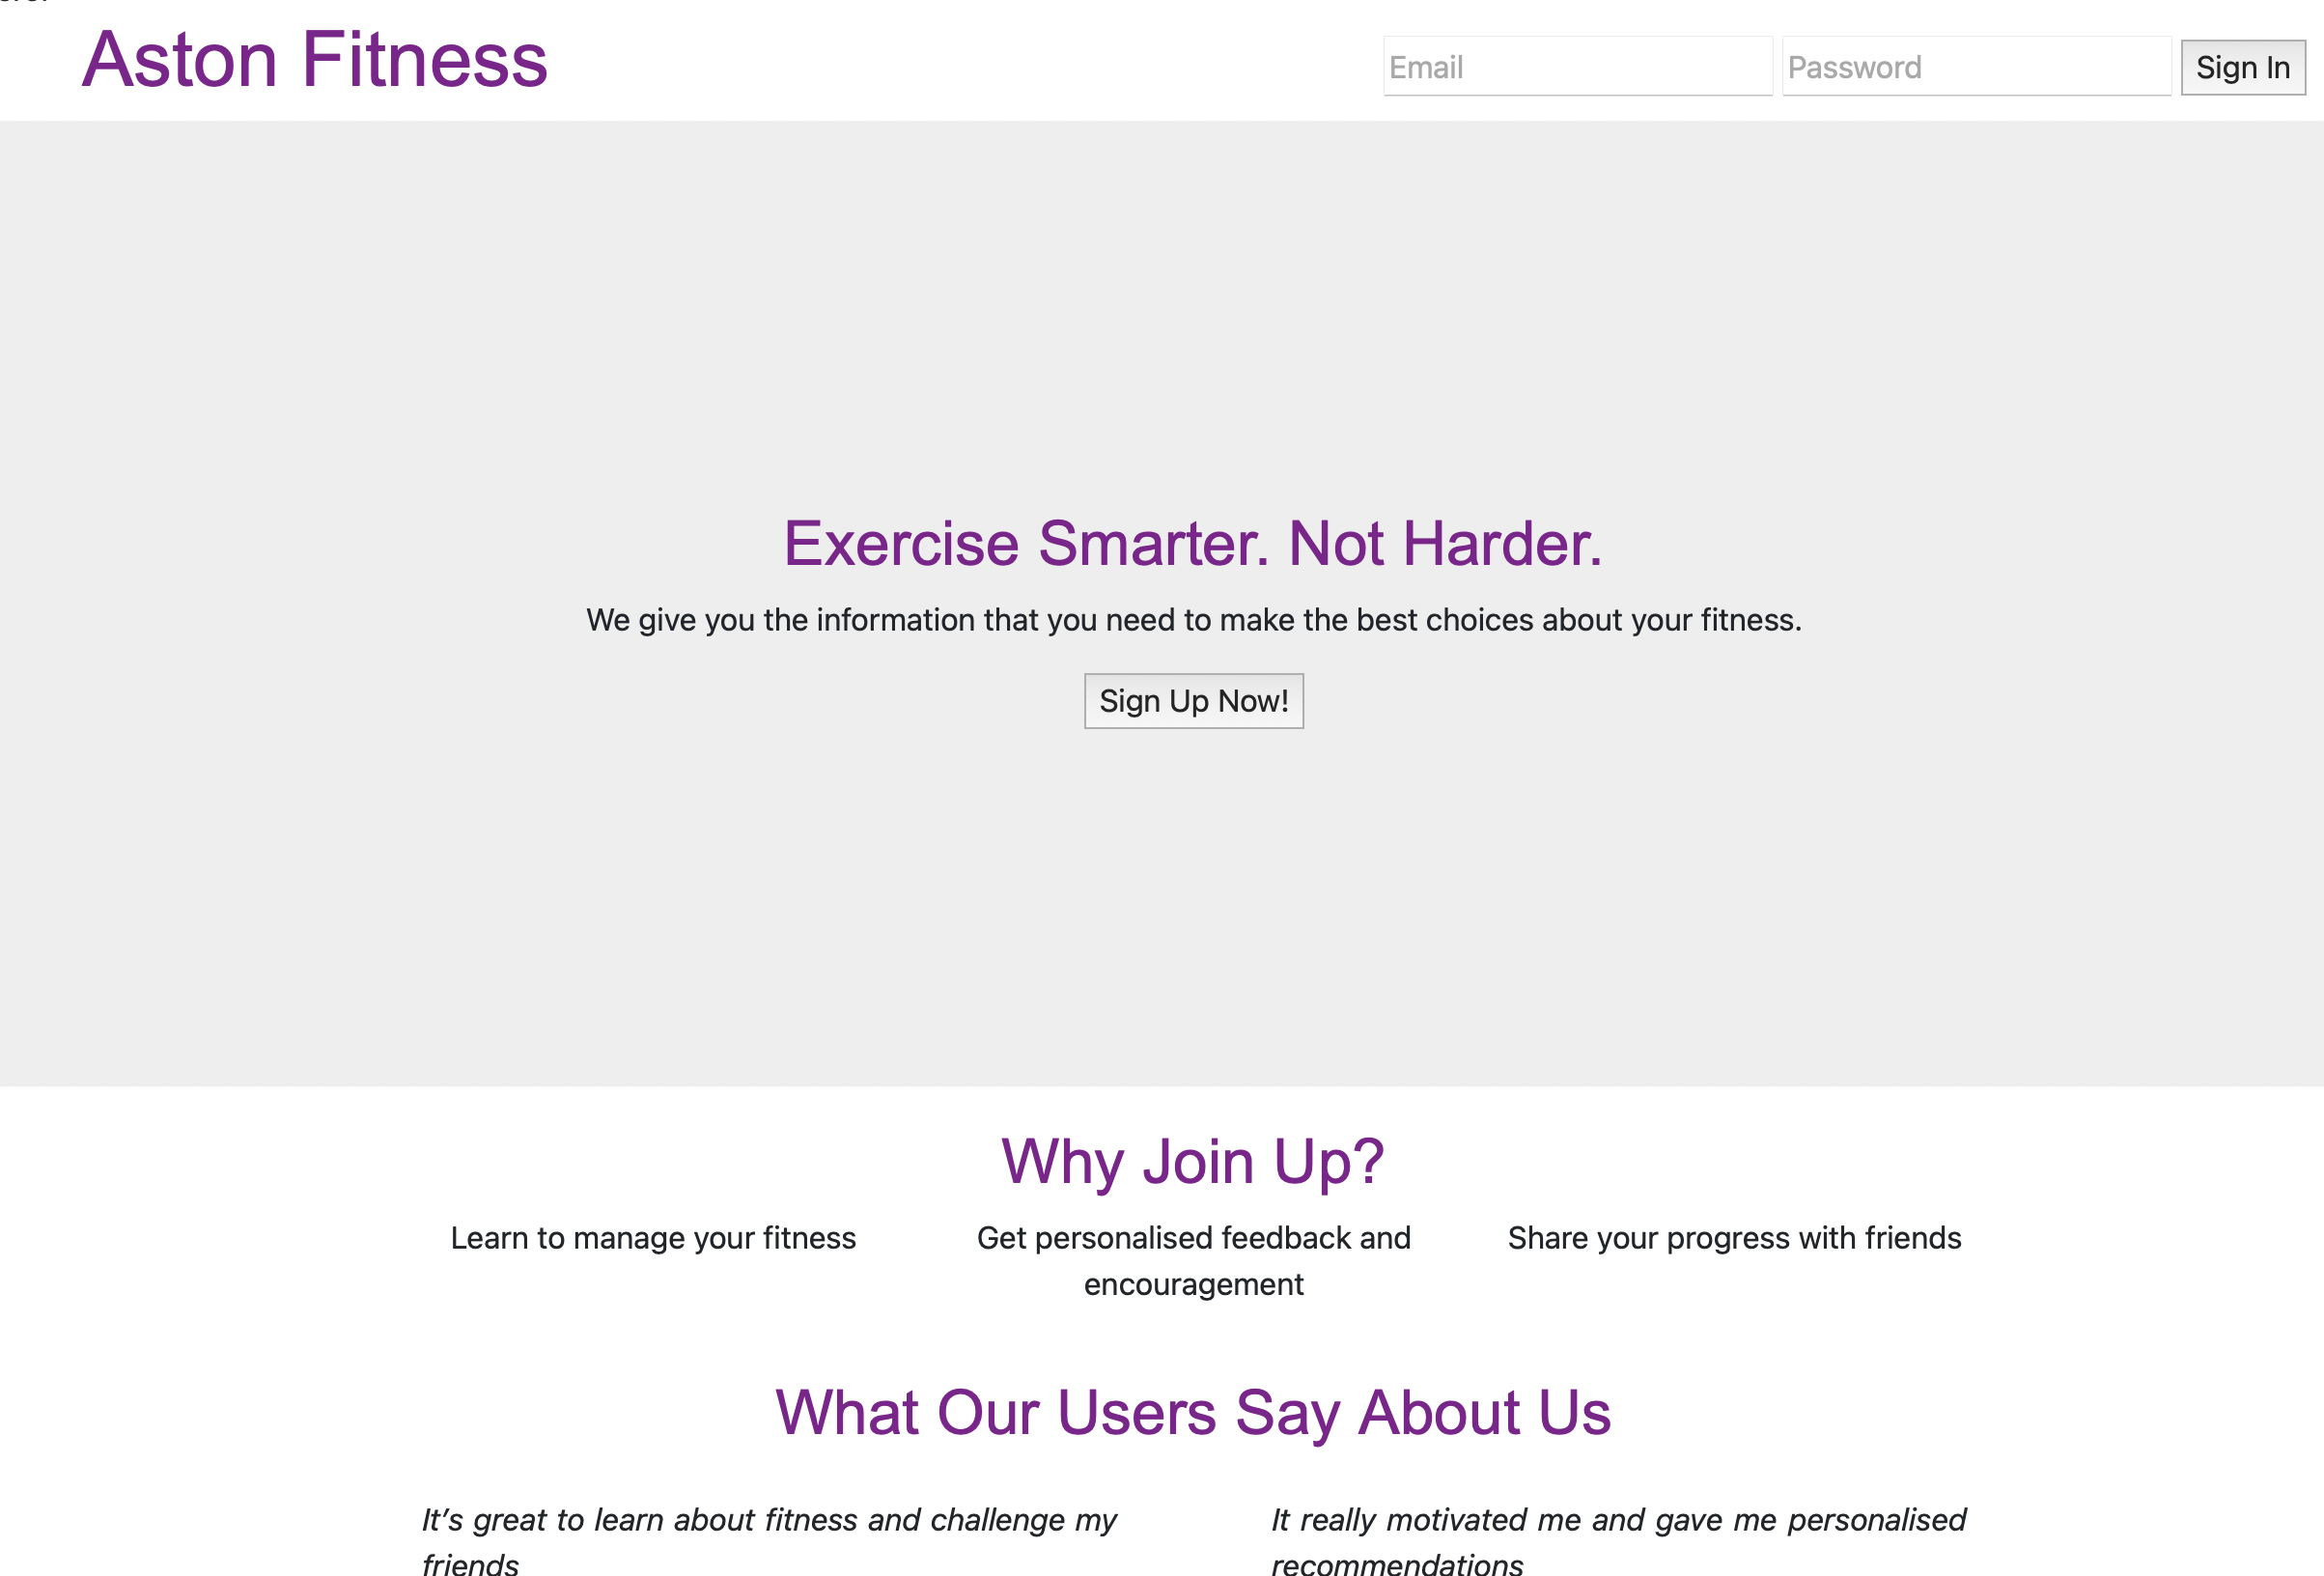 Aston Fitness
Email Password Sign In
Exercise Smarter. Not Harder.
We give you the information that you need to make the best choices about your fitness.
Sign Up Now!
Why Join Up?
Learn to manage your fitness
Get personalised feedback and
encouragement
Share your progress with friends
What Our Users Say About Us
It's great to learn about fitness and challenge my
friends
It really motivated me and gave me personalised
recommendations